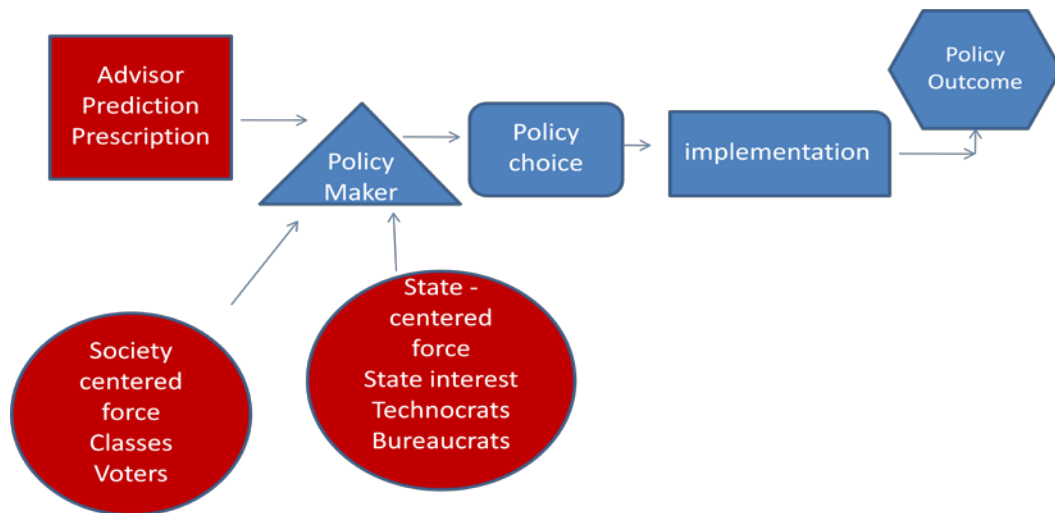 Advisor
Prediction
Prescription
Policy
Maker
Policy
choice
implementation
Policy
Outcome
Society
centered
force
Classes
Voters
State -
centered
force
State interest
Technocrats
Bureaucrats